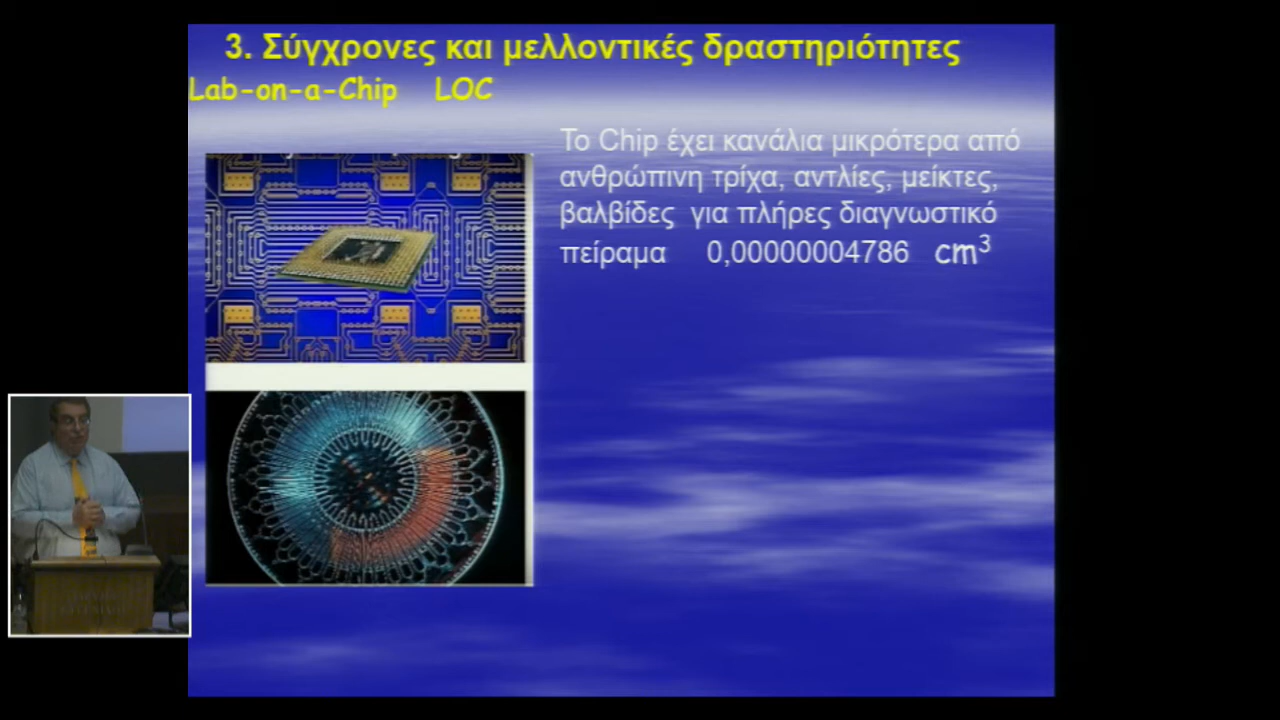 3. Σύγχρονες και μελλοντικές δραστηριότητες
Lab-on-a-Chip LOC
Το Chip έχει κανάλια μικρότερα από
ανθρώπινη τρίχα, αντλίες, μείκτες,
βαλβίδες για πλήρες διαγνωστικό
πείραμα 0,00000004786 cm³